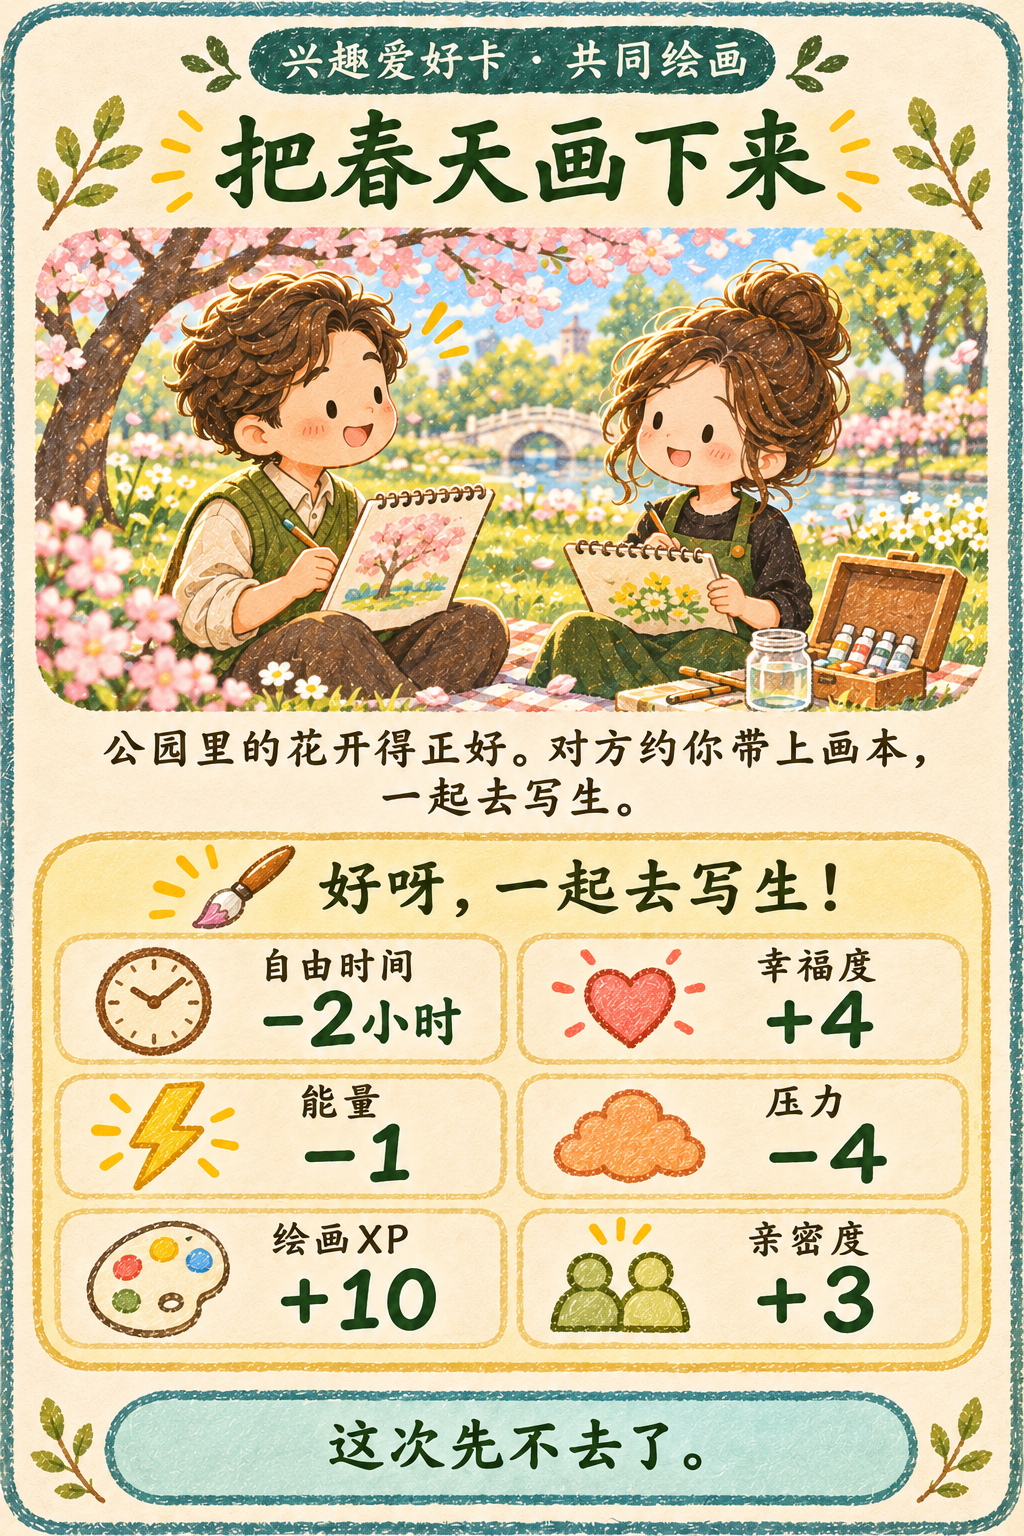 兴趣爱好卡 · 共同绘画
把春天画下来
公园里的花开得正好。对方约你带上画本，
一起去写生。
好呀，一起去写生！
自由时间
-2小时
幸福度
+4
能量
-1
压力
-4
绘画XP
+10
亲密度
+3
这次先不去了。